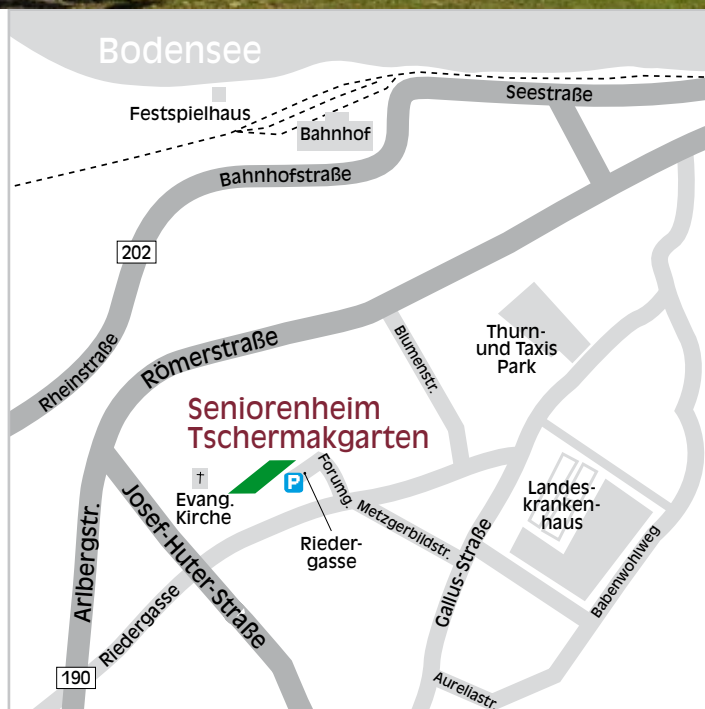 Bodensee
Festspielhaus
Bahnhof
Seestraße
Bahnhofstraße
202
Rheinstraße
Römerstraße
Blumenstr.
Thurn-
und Taxis
Park
Seniorenheim
Tschermakgarten
†
Evang.
Kirche
P
Forumg.
Rieder-
gasse
Metzgerbildstr.
Landes-
kranken-
haus
Arlbergstr.
Josef-Huter-Straße
Riedergasse
Gallus-Straße
Babenwohlweg
190
Aureliastr.